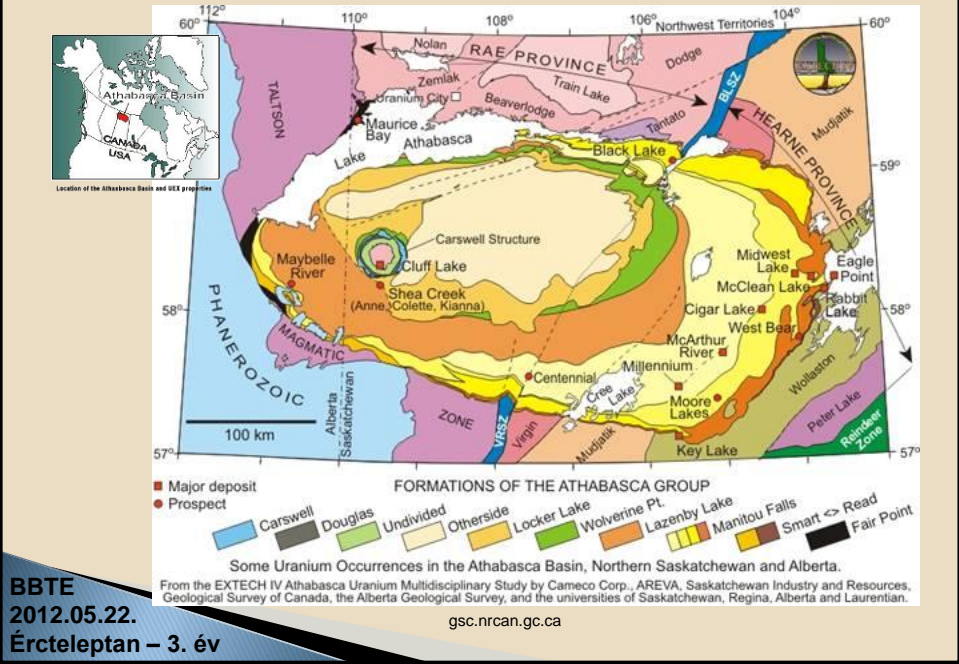 112°
110°
108°
106°
104°
60°
Northwest Territories
60°
Athabasca Basin
CANADA
USA
Location of the Athasbasca Basin and UEX properties
TALTSON
Nolan
RAE PROVINCE
Dodge
Zemlak
Train Lake
Uranium City
Beaverlodge
BLSZ
Mudjatik
Maurice
Bay
Athabasca
Lake
Tantato
HEARNE PROVINCE
Black Lake
59°
Carswell Structure
Cluff Lake
Maybelle
River
Shea Creek
(Anne, Colette, Kianna)
Midwest
Lake
Eagle
Point
McClean Lake
Rabbit
Lake
Cigar Lake
58°
58°
West Bear
McArthur
River
PHANEROZOIC
MAGMATIC
ZONE
Millennium
Centennial
Cree
Lake
Moore
Lakes
Wollaston
Peter Lake
Reindeer
Zone
Alberta
Saskatchewan
100 km
VRSZ
Virgin
Mudjatik
Key Lake
57°
57°
Major deposit
Prospect
FORMATIONS OF THE ATHABASCA GROUP
Carswell
Douglas
Undivided
Otherside
Locker Lake
Wolverine Pt.
Lazenby Lake
Manitou Falls
Smart <> Read
Fair Point
Some Uranium Occurrences in the Athabasca Basin, Northern Saskatchewan and Alberta.
From the EXTECH IV Athabasca Uranium Multidisciplinary Study by Cameco Corp., AREVA, Saskatchewan Industry and Resources,
Geological Survey of Canada, the Alberta Geological Survey, and the universities of Saskatchewan, Regina, Alberta and Laurentian.
BBTE
2012.05.22.
Ércteleptan – 3. év
gsc.nrcan.gc.ca